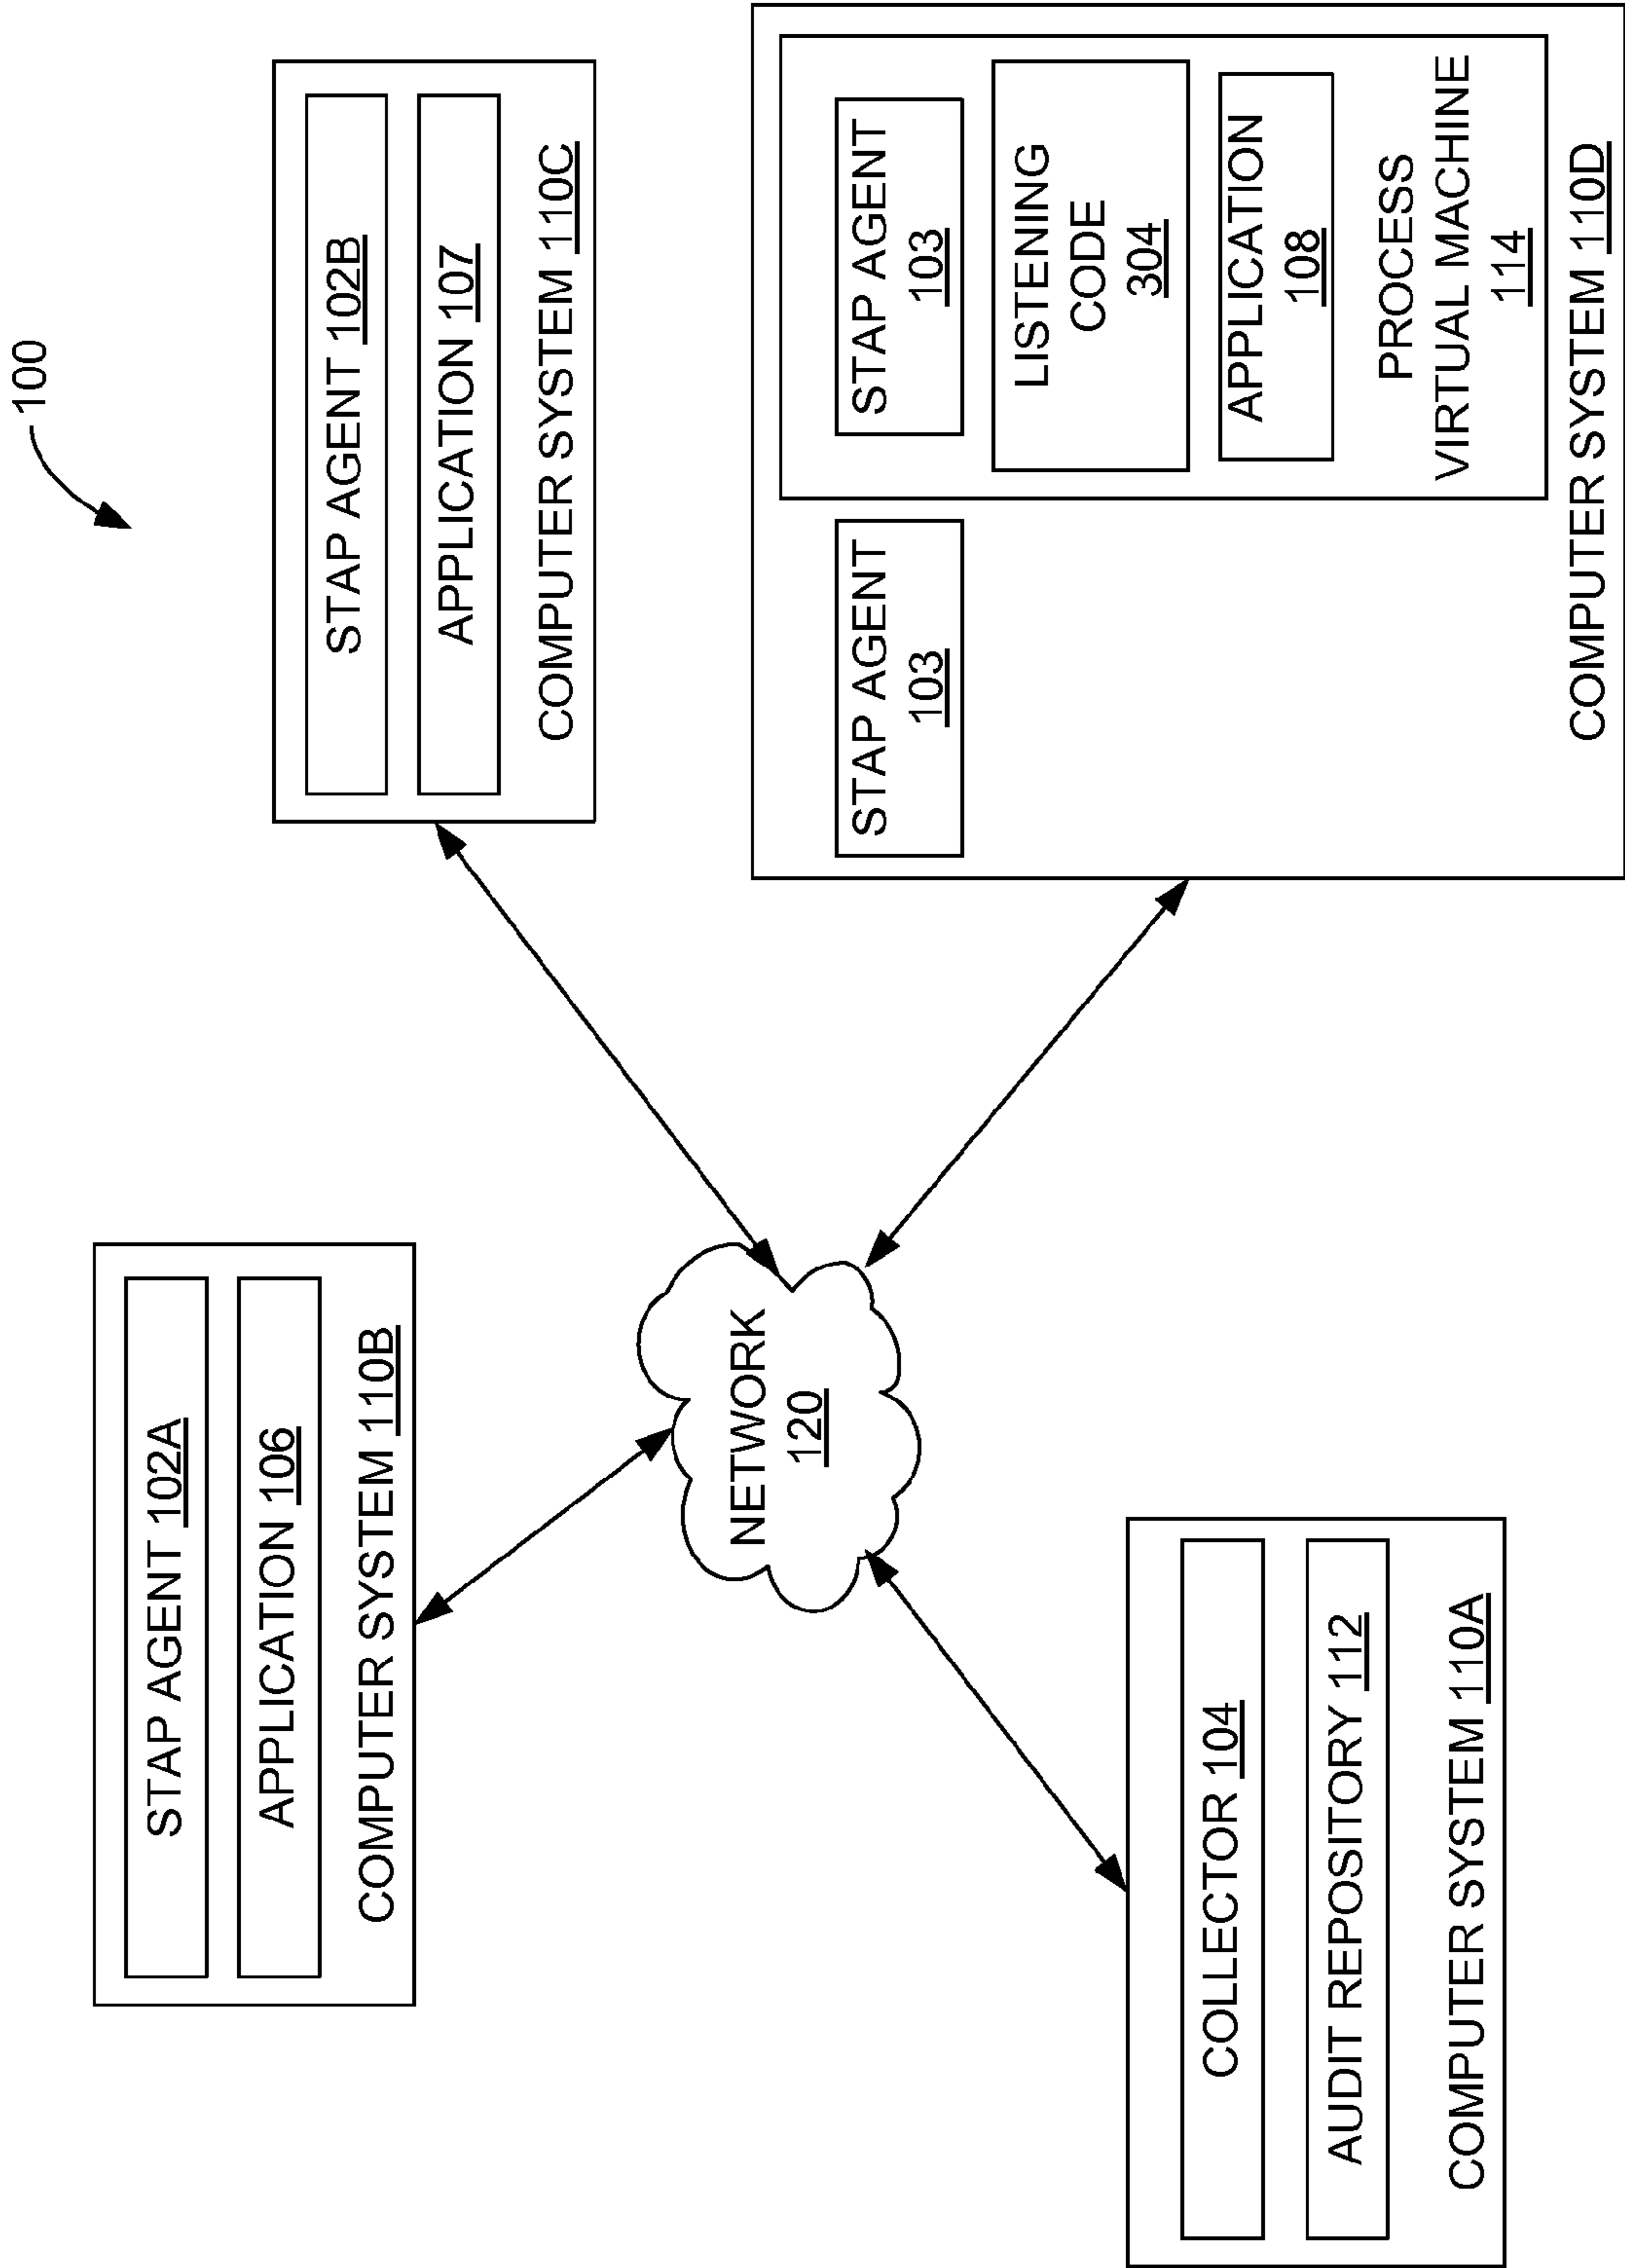 100
STAP AGENT 102A
APPLICATION 106
COMPUTER SYSTEM 110B
STAP AGENT 102B
APPLICATION 107
COMPUTER SYSTEM 110C
NETWORK
120
COLLECTOR 104
AUDIT REPOSITORY 112
COMPUTER SYSTEM 110A
STAP AGENT
103
STAP AGENT
103
LISTENING
CODE
304
APPLICATION
108
PROCESS
VIRTUAL MACHINE
114
COMPUTER SYSTEM 110D